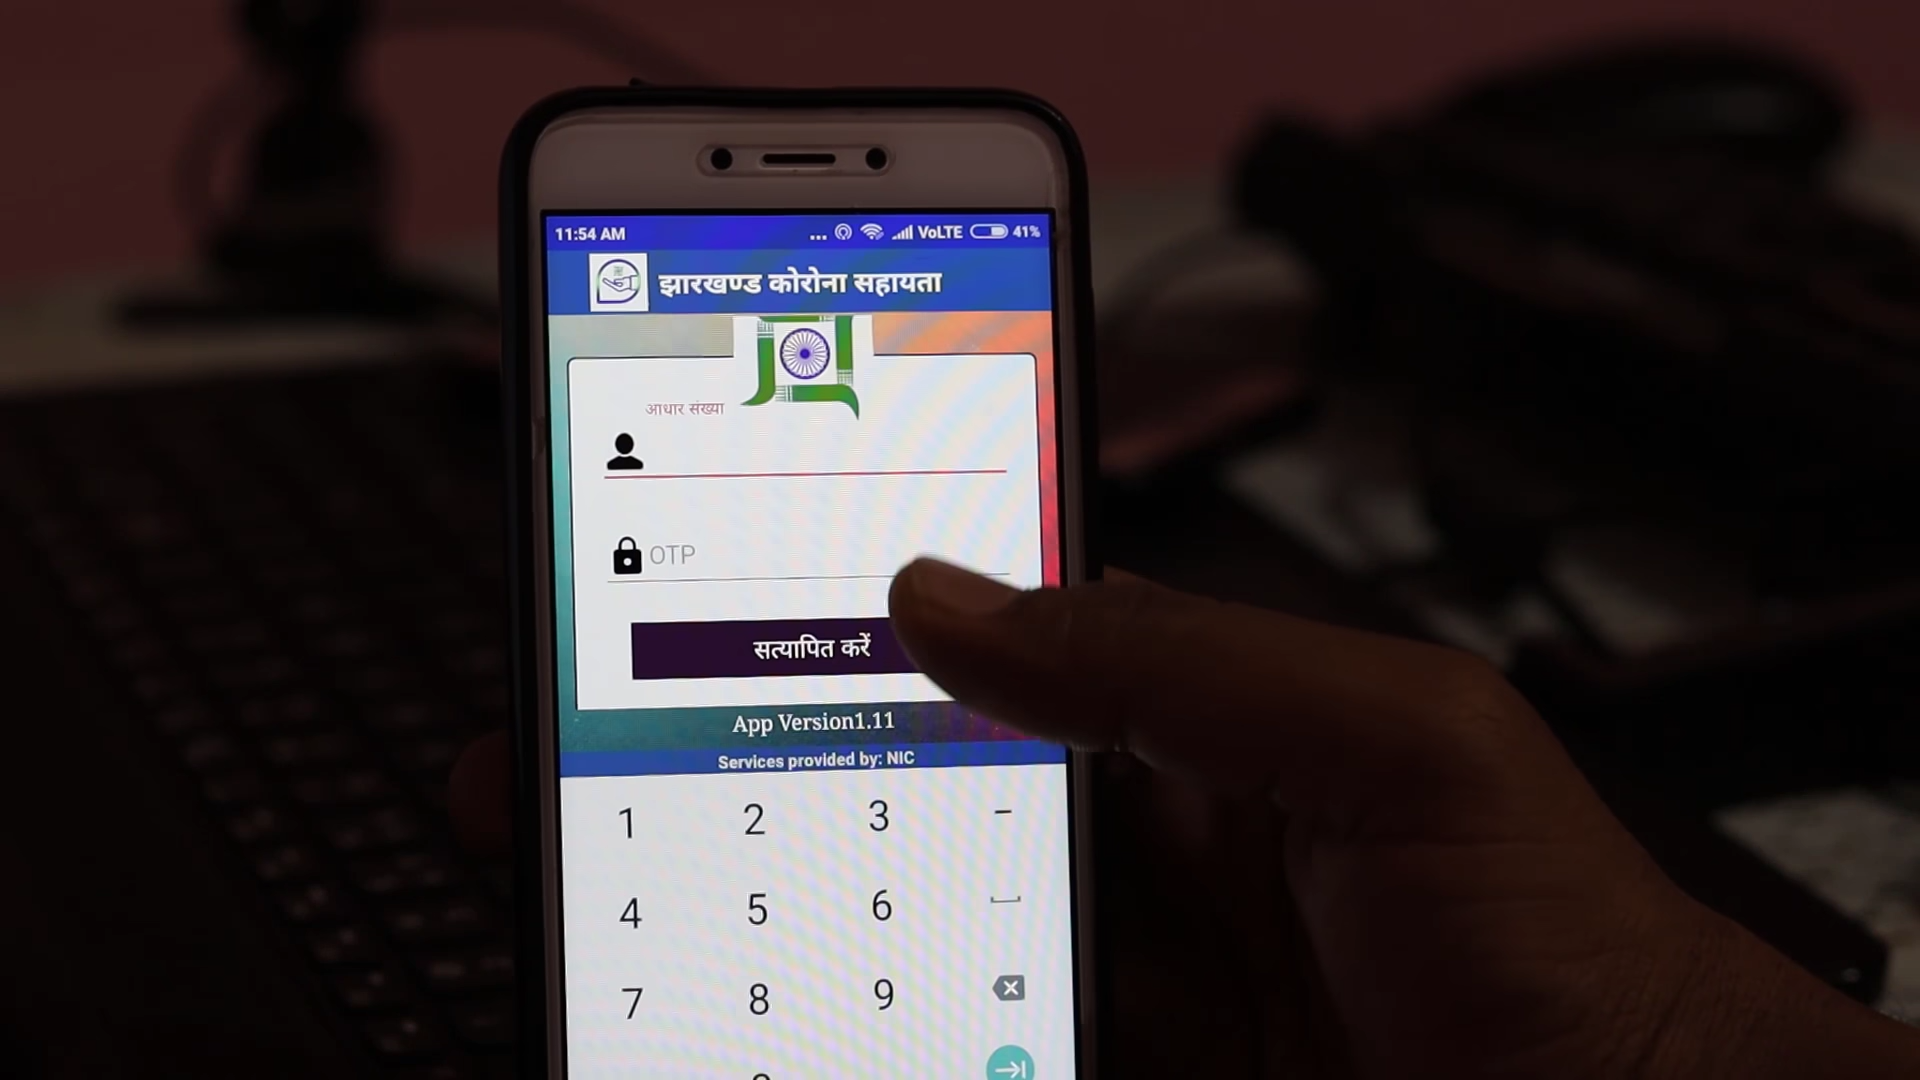 11:54 AM ... VoLTE 41%
झारखण्ड कोरोना सहायता
आधार संख्या
OTP
सत्यापित करें
App Version1.11
Services provided by: NIC
1 2 3 -
4 5 6
7 8 9